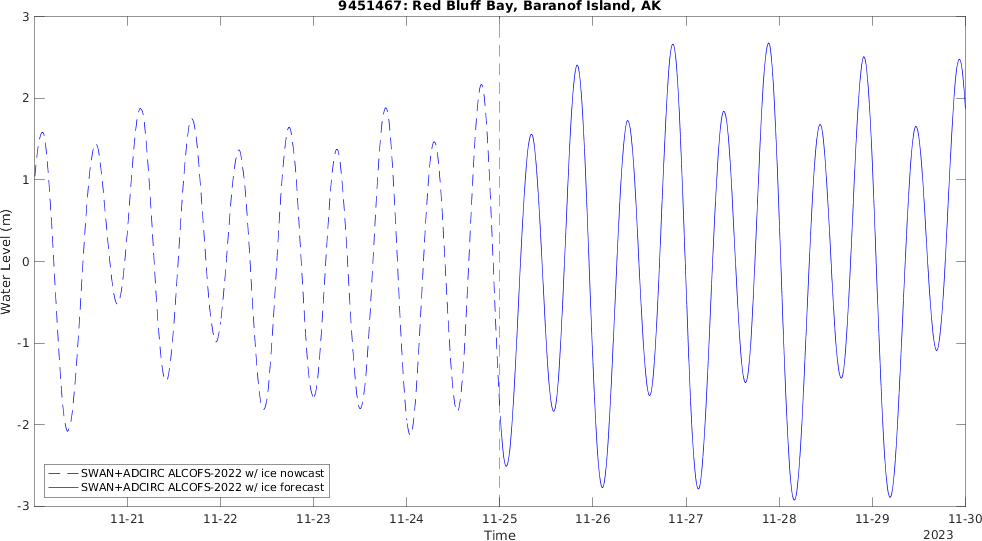 9451467: Red Bluff Bay, Baranof Island, AK
3
2
1
0
-1
-2
-3
Water Level (m)
SWAN+ADCIRC ALCOFS-2022 w/ ice nowcast
SWAN+ADCIRC ALCOFS-2022 w/ ice forecast
11-21 11-22 11-23 11-24 11-25 11-26 11-27 11-28 11-29 11-30
Time
2023